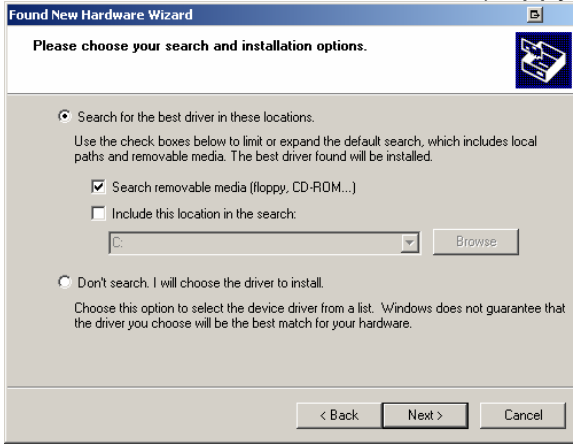 Found New Hardware Wizard
Please choose your search and installation options.
Search for the best driver in these locations.
Use the check boxes below to limit or expand the default search, which includes local
paths and removable media. The best driver found will be installed.
Search removable media (floppy, CD-ROM...)
Include this location in the search:
C:
Browse
Don't search. I will choose the driver to install.
Choose this option to select the device driver from a list. Windows does not guarantee that
the driver you choose will be the best match for your hardware.
< Back
Next >
Cancel